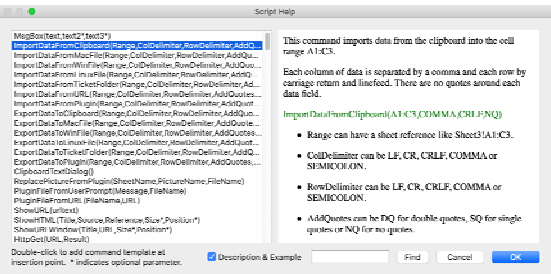 Script Help
MsgBox(text,text2*text3*)
ImportDataFromClipboard(Range,ColDelimiter,RowDelimiter,AddQ...
ImportDataFromMacFile(Range,ColDelimiter,RowDelimiter,AddQu...
ImportDataFromWinFile(Range,ColDelimiter,RowDelimiter,AddQu...
ImportDataFromLinuxFile(Range,ColDelimiter,RowDelimiter,AddQ...
ImportDataFromTicketFolder(Range,ColDelimiter,RowDelimiter,Ad...
ImportDataFromURL(Range,ColDelimiter,RowDelimiter,AddQuotes...
ImportDataFromPlugin(Range,ColDelimiter,RowDelimiter,AddQuot...
ExportDataToClipboard(Range,ColDelimiter,RowDelimiter,AddQuo...
ExportDataToMacFile(Range,ColDelimiter,RowDelimiter,AddQuote...
ExportDataToWinFile(Range,ColDelimiter,RowDelimiter,AddQuotes...
ExportDataToLinuxFile(Range,ColDelimiter,RowDelimiter,AddQuot...
ExportDataToTicketFolder(Range,ColDelimiter,RowDelimiter,AddQ...
ExportDataToPlugin(Range,ColDelimiter,RowDelimiter,AddQuotes,...
ClipboardTextDialog()
ReplacePictureFromPlugin(SheetName,PictureName,FileName)
PluginFileFromUserPrompt(Message,FileName)
PluginFileFromURL(FileName,URL)
ShowURL(urltext)
ShowHTML(Title,Source,Reference,Size*,Position*)
ShowURLWindow(Title,URL,Size*,Position*)
HttpGet(URL,Result)
This command imports data from the clipboard into the cell
range A1:C3.
Each column of data is separated by a comma and each row by
carriage return and linefeed. There are no quotes around each
data field.
ImportDataFromClipboard(A1:C3,COMMA,CRLF,NQ)
• Range can have a sheet reference like Sheet3!A1:C3.
• ColDelimiter can be LF, CR, CRLF, COMMA or
SEMICOLON.
• RowDelimiter can be LF, CR, CRLF, COMMA or
SEMICOLON.
• AddQuotes can be DQ for double quotes, SQ for single
quotes or NQ for no quotes.
Double-click to add command template at
insertion point. * indicates optional parameter.
Description & Example
Find
Cancel
OK